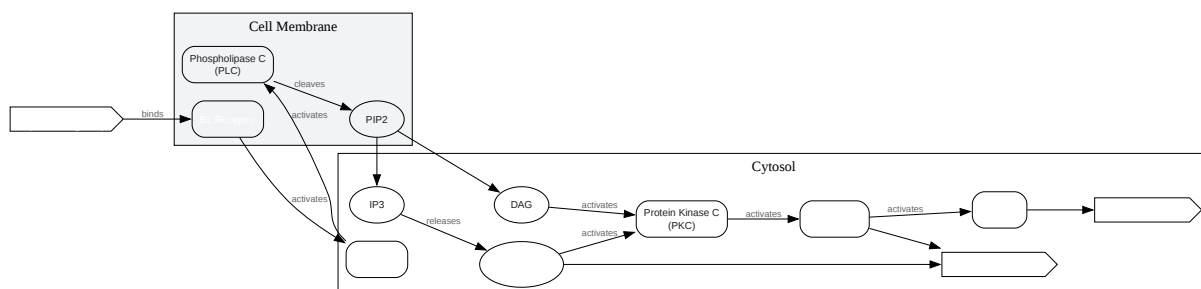 Cell Membrane
Phospholipase C
(PLC)
cleaves
binds
activates
PIP2
Cytosol
activates
IP3
releases
DAG
activates
activates
Protein Kinase C
(PKC)
activates
activates